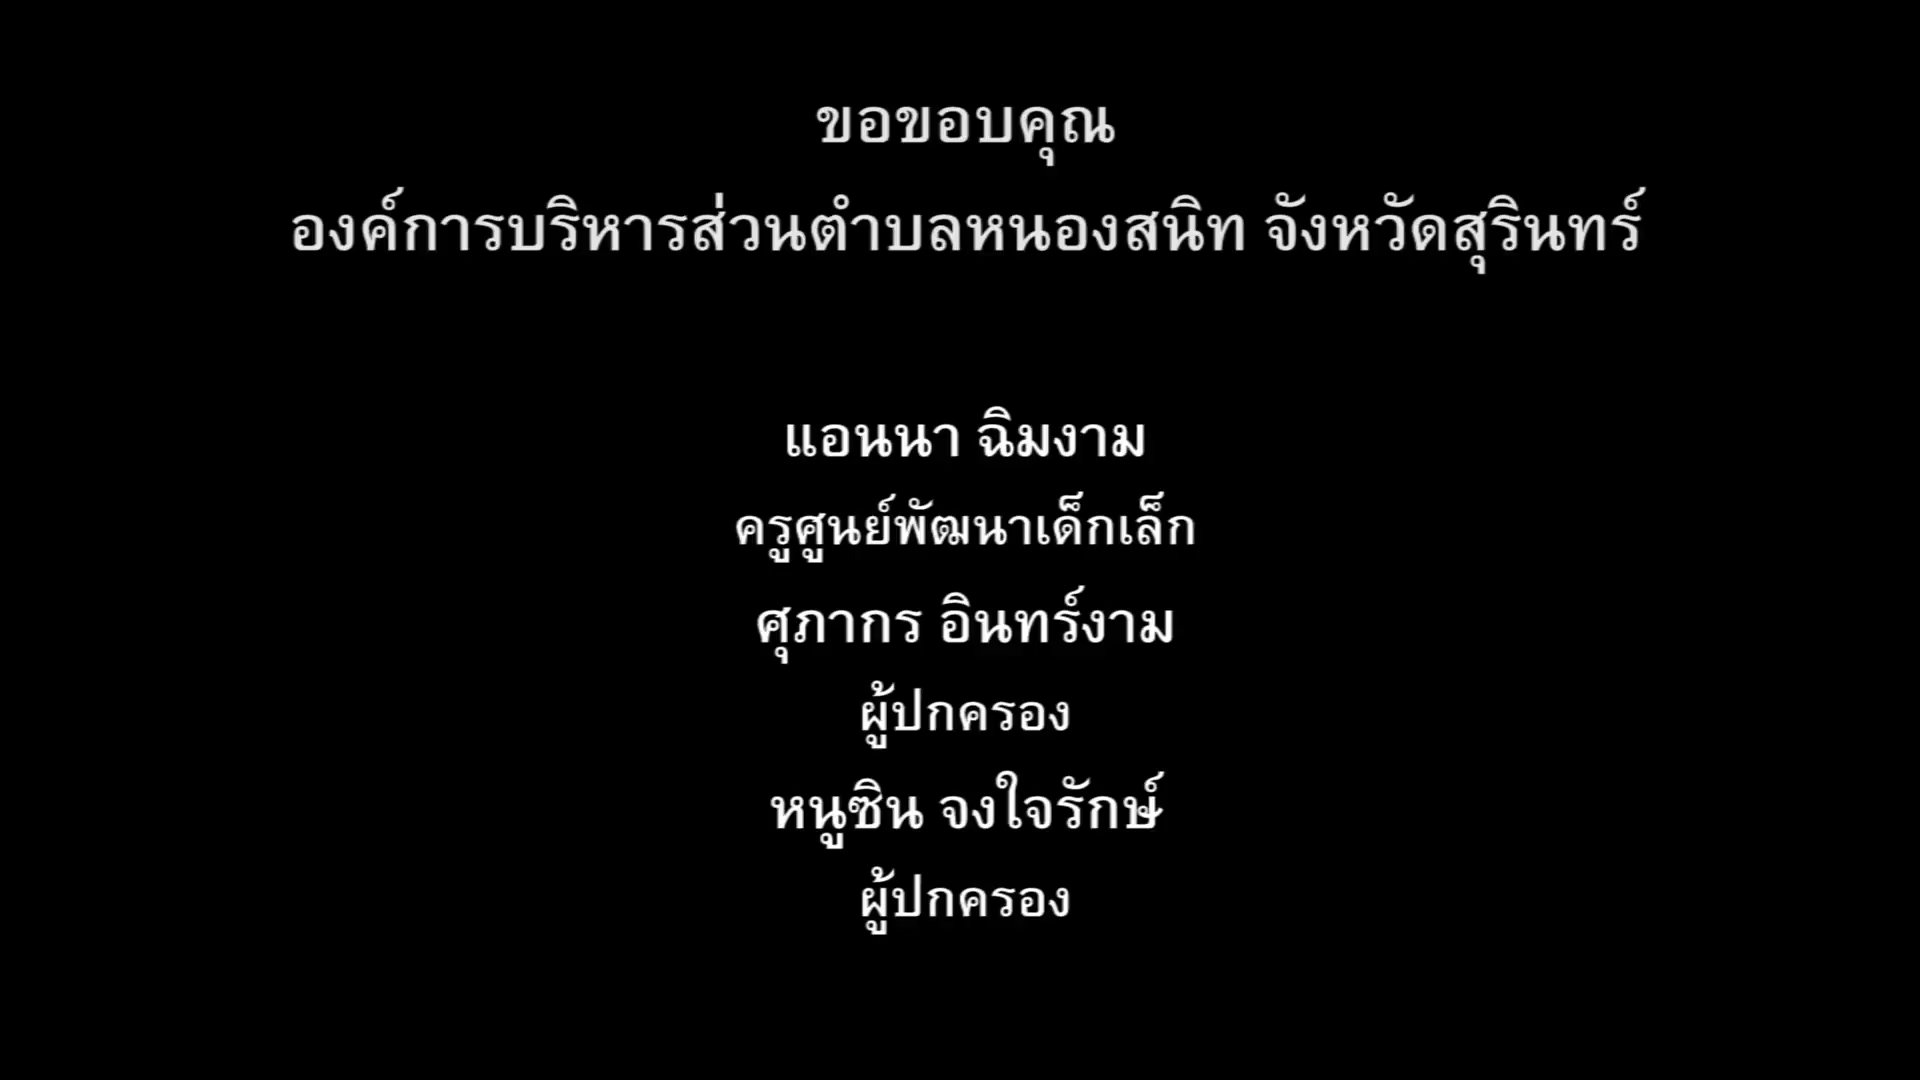 ขอขอบคุณ
องค์การบริหารส่วนตำบลหนองสนิท จังหวัดสุรินทร์
แอนนา ฉิมงาม
ครูศูนย์พัฒนาเด็กเล็ก
ศุภากร อินทร์งาม
ผู้ปกครอง
หนูซิน จงใจรักษ์
ผู้ปกครอง